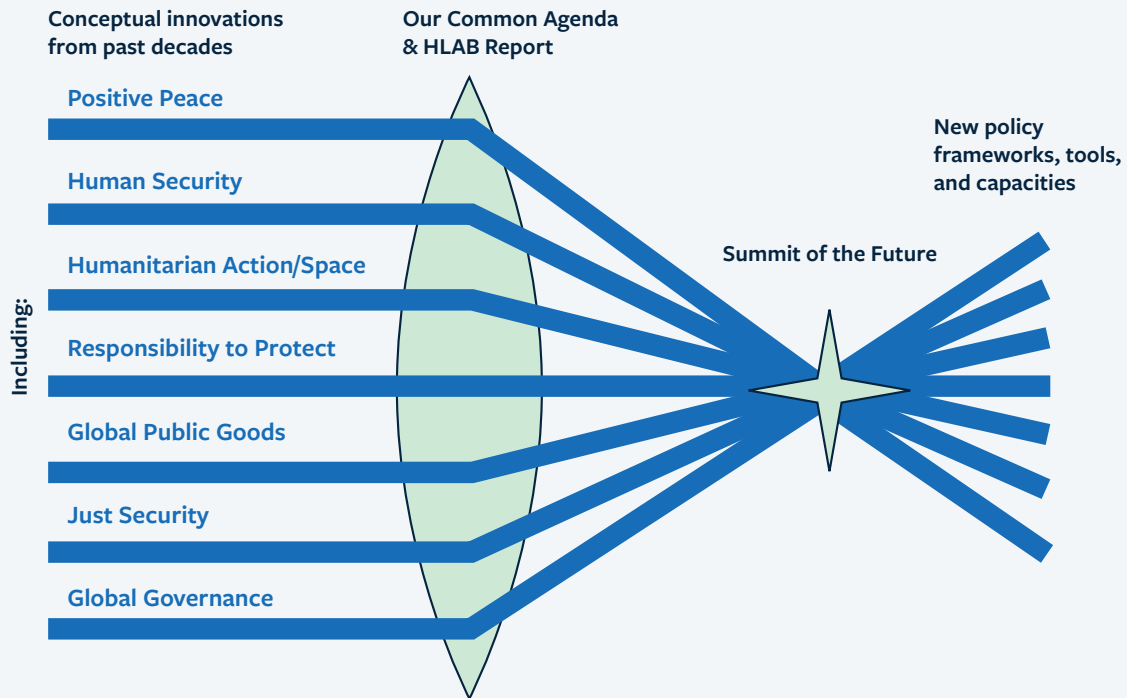 Conceptual innovations
from past decades
Our Common Agenda
& HLAB Report
Including:
Positive Peace
Human Security
Humanitarian Action/Space
Responsibility to Protect
Global Public Goods
Just Security
Global Governance
Summit of the Future
New policy
frameworks, tools,
and capacities